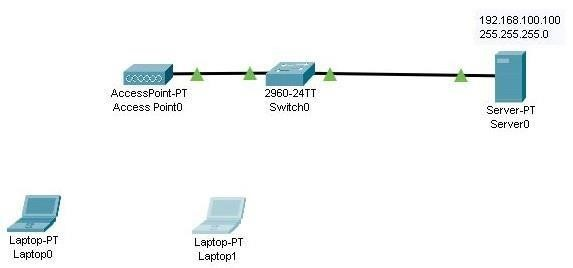 192.168.100.100
255.255.255.0
AccessPoint-PT
Access Point0
2960-24TT
Switch0
Server-PT
Server0
Laptop-PT
Laptop0
Laptop-PT
Laptop1